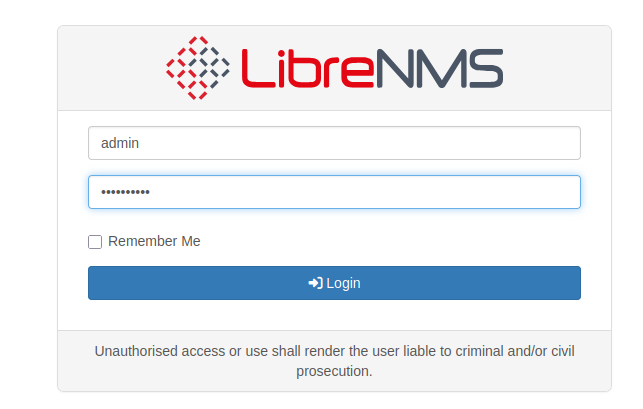 LibreNMS
admin
••••••••••
Remember Me
Login
Unauthorised access or use shall render the user liable to criminal and/or civil
prosecution.